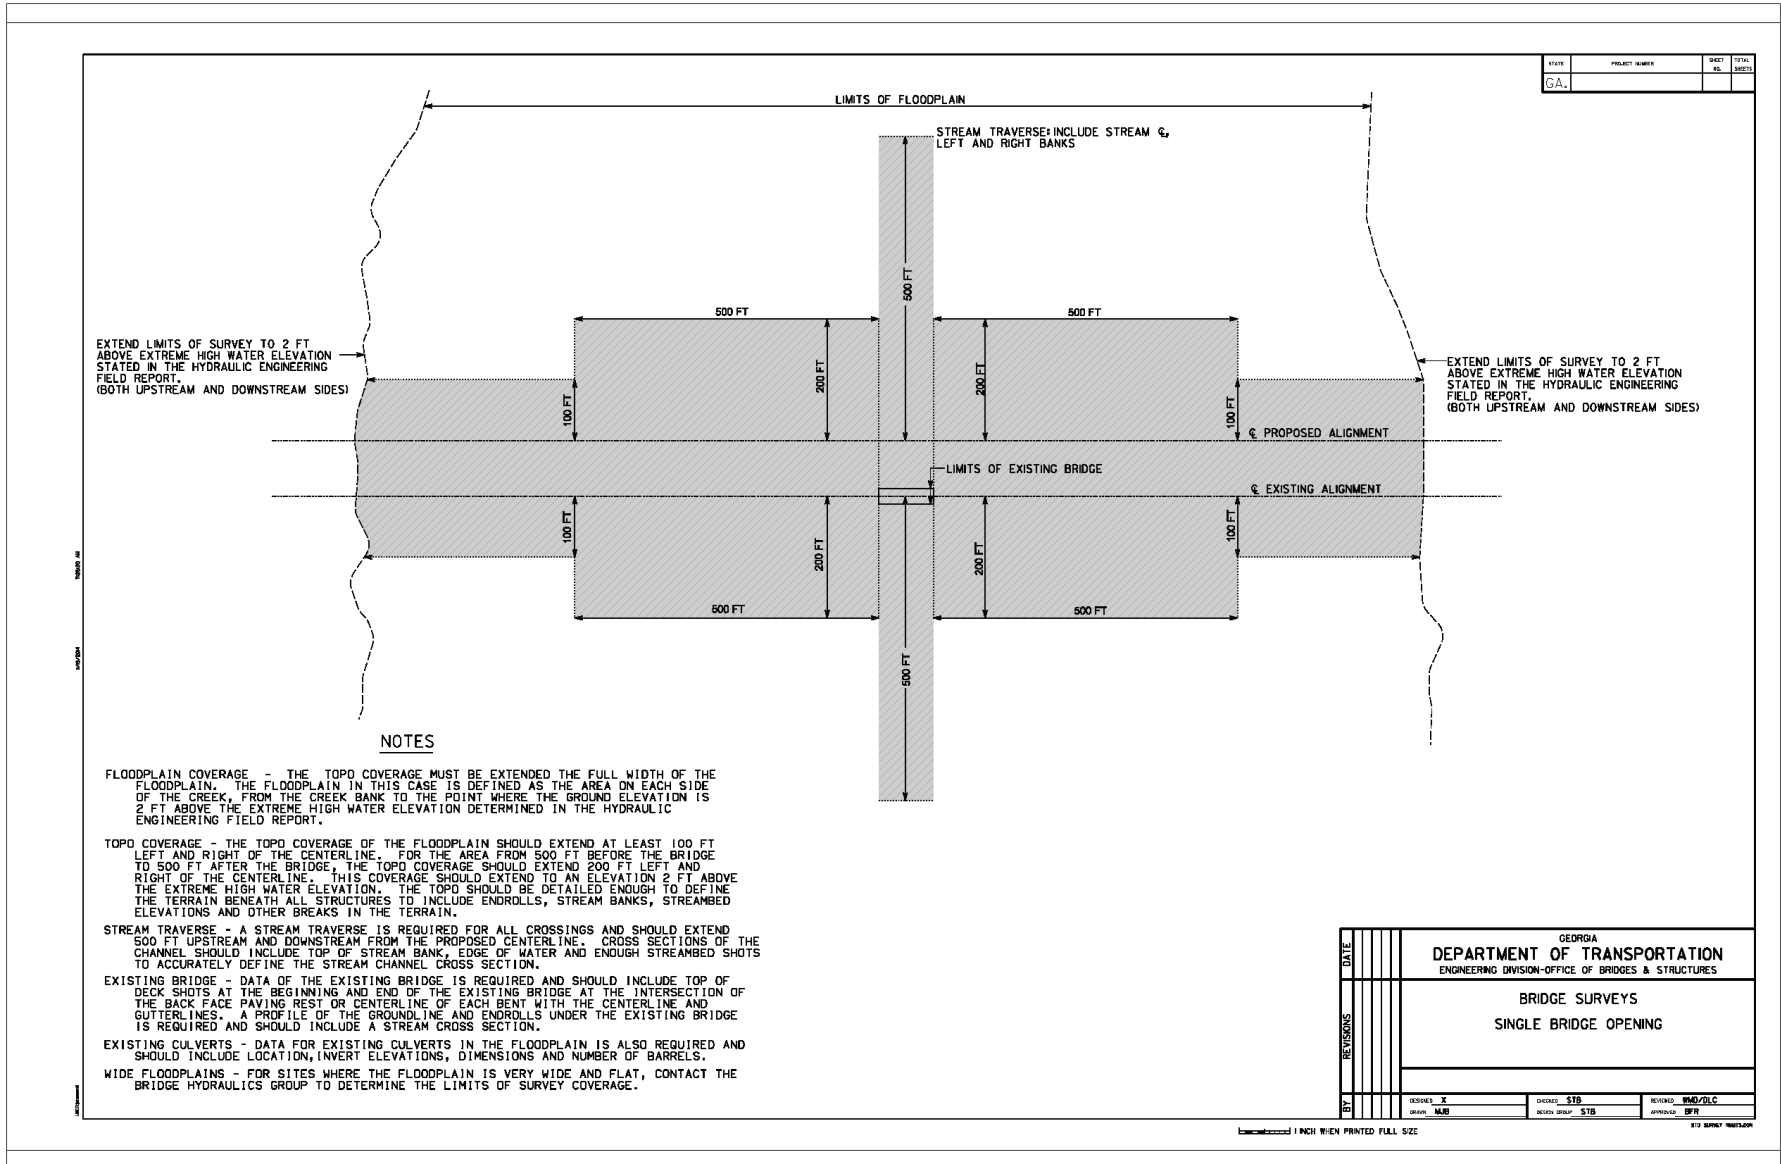 STATE
PROJECT NUMBER
SHEET NO.
TOTAL SHEETS
GA.
LIMITS OF FLOODPLAIN
STREAM TRAVERSE: INCLUDE STREAM ℄,
LEFT AND RIGHT BANKS
500 FT
500 FT
500 FT
200 FT
200 FT
100 FT
100 FT
EXTEND LIMITS OF SURVEY TO 2 FT
ABOVE EXTREME HIGH WATER ELEVATION
STATED IN THE HYDRAULIC ENGINEERING
FIELD REPORT.
(BOTH UPSTREAM AND DOWNSTREAM SIDES)
EXTEND LIMITS OF SURVEY TO 2 FT
ABOVE EXTREME HIGH WATER ELEVATION
STATED IN THE HYDRAULIC ENGINEERING
FIELD REPORT.
(BOTH UPSTREAM AND DOWNSTREAM SIDES)
℄ PROPOSED ALIGNMENT
LIMITS OF EXISTING BRIDGE
℄ EXISTING ALIGNMENT
100 FT
200 FT
200 FT
100 FT
500 FT
500 FT
500 FT
NOTES
FLOODPLAIN COVERAGE - THE TOPO COVERAGE MUST BE EXTENDED THE FULL WIDTH OF THE
FLOODPLAIN. THE FLOODPLAIN IN THIS CASE IS DEFINED AS THE AREA ON EACH SIDE
OF THE CREEK, FROM THE CREEK BANK TO THE POINT WHERE THE GROUND ELEVATION IS
2 FT ABOVE THE EXTREME HIGH WATER ELEVATION DETERMINED IN THE HYDRAULIC
ENGINEERING FIELD REPORT.
TOPO COVERAGE - THE TOPO COVERAGE OF THE FLOODPLAIN SHOULD EXTEND AT LEAST 100 FT
LEFT AND RIGHT OF THE CENTERLINE. FOR THE AREA FROM 500 FT BEFORE THE BRIDGE
TO 500 FT AFTER THE BRIDGE, THE TOPO COVERAGE SHOULD EXTEND 200 FT LEFT AND
RIGHT OF THE CENTERLINE. THIS COVERAGE SHOULD EXTEND TO AN ELEVATION 2 FT ABOVE
THE EXTREME HIGH WATER ELEVATION. THE TOPO SHOULD BE DETAILED ENOUGH TO DEFINE
THE TERRAIN BENEATH ALL STRUCTURES TO INCLUDE ENDROLLS, STREAM BANKS, STREAMBED
ELEVATIONS AND OTHER BREAKS IN THE TERRAIN.
STREAM TRAVERSE - A STREAM TRAVERSE IS REQUIRED FOR ALL CROSSINGS AND SHOULD EXTEND
500 FT UPSTREAM AND DOWNSTREAM FROM THE PROPOSED CENTERLINE. CROSS SECTIONS OF THE
CHANNEL SHOULD INCLUDE TOP OF STREAM BANK, EDGE OF WATER AND ENOUGH STREAMBED SHOTS
TO ACCURATELY DEFINE THE STREAM CHANNEL CROSS SECTION.
EXISTING BRIDGE - DATA OF THE EXISTING BRIDGE IS REQUIRED AND SHOULD INCLUDE TOP OF
DECK SHOTS AT THE BEGINNING AND END OF THE EXISTING BRIDGE AT THE INTERSECTION OF
THE BACK FACE PAVING REST OR CENTERLINE OF EACH BENT WITH THE CENTERLINE AND
GUTTERLINES. A PROFILE OF THE GROUNDLINE AND ENDROLLS UNDER THE EXISTING BRIDGE
IS REQUIRED AND SHOULD INCLUDE A STREAM CROSS SECTION.
EXISTING CULVERTS - DATA FOR EXISTING CULVERTS IN THE FLOODPLAIN IS ALSO REQUIRED AND
SHOULD INCLUDE LOCATION, INVERT ELEVATIONS, DIMENSIONS AND NUMBER OF BARRELS.
WIDE FLOODPLAINS - FOR SITES WHERE THE FLOODPLAIN IS VERY WIDE AND FLAT, CONTACT THE
BRIDGE HYDRAULICS GROUP TO DETERMINE THE LIMITS OF SURVEY COVERAGE.
DATE
REVISIONS
BY
GEORGIA
DEPARTMENT OF TRANSPORTATION
ENGINEERING DIVISION-OFFICE OF BRIDGES & STRUCTURES
BRIDGE SURVEYS
SINGLE BRIDGE OPENING
DESIGNED X
CHECKED STB
REVIEWED WMD/DLC
DRAWN MJB
DESIGN GROUP STB
APPROVED BFR
1 INCH WHEN PRINTED FULL SIZE